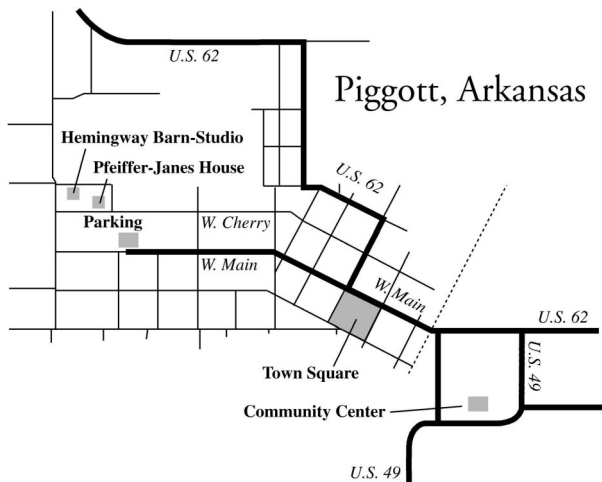 U.S. 62
Piggott, Arkansas
Hemingway Barn-Studio
Pfeiffer-Janes House
U.S. 62
Parking
W. Cherry
W. Main
W. Main
U.S. 62
U.S. 49
Town Square
Community Center
U.S. 49